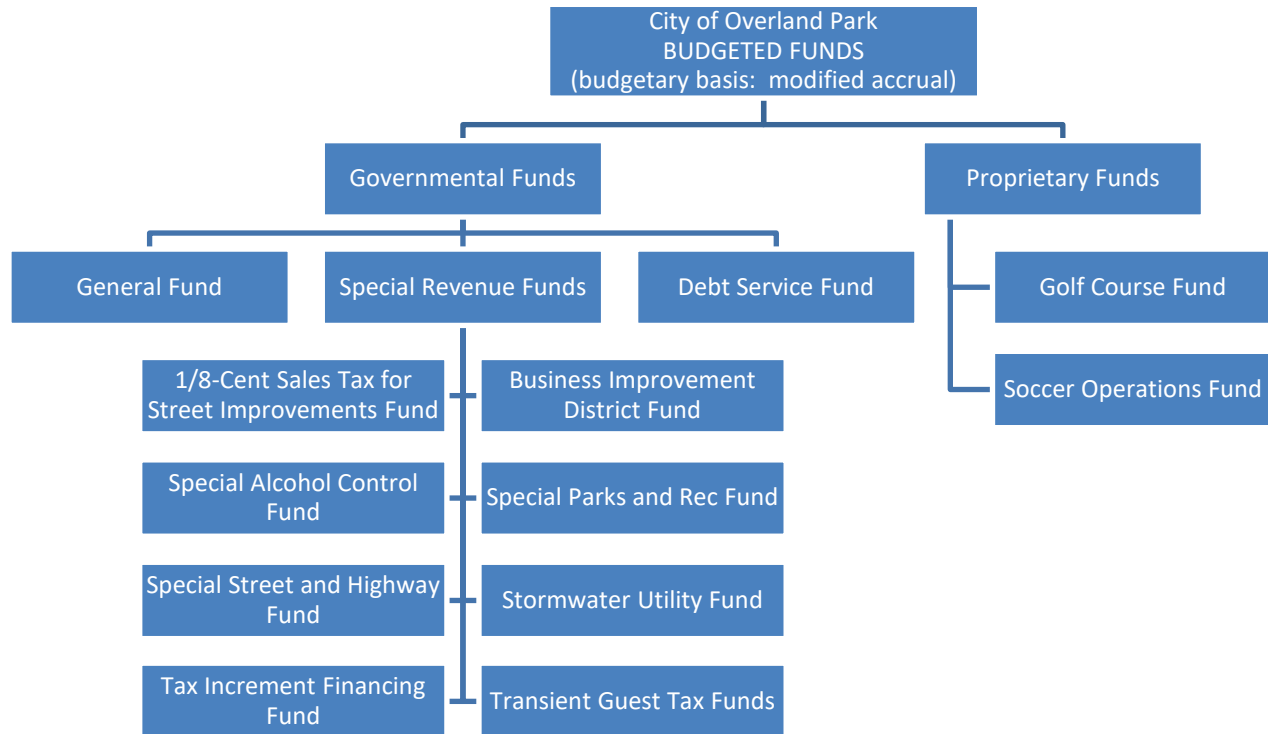 City of Overland Park
BUDGETED FUNDS
(budgetary basis:  modified accrual)
Governmental Funds
Proprietary Funds
General Fund
Special Revenue Funds
Debt Service Fund
Golf Course Fund
1/8-Cent Sales Tax for
Street Improvements Fund
Business Improvement
District Fund
Soccer Operations Fund
Special Alcohol Control
Fund
Special Parks and Rec Fund
Special Street and Highway
Fund
Stormwater Utility Fund
Tax Increment Financing
Fund
Transient Guest Tax Funds